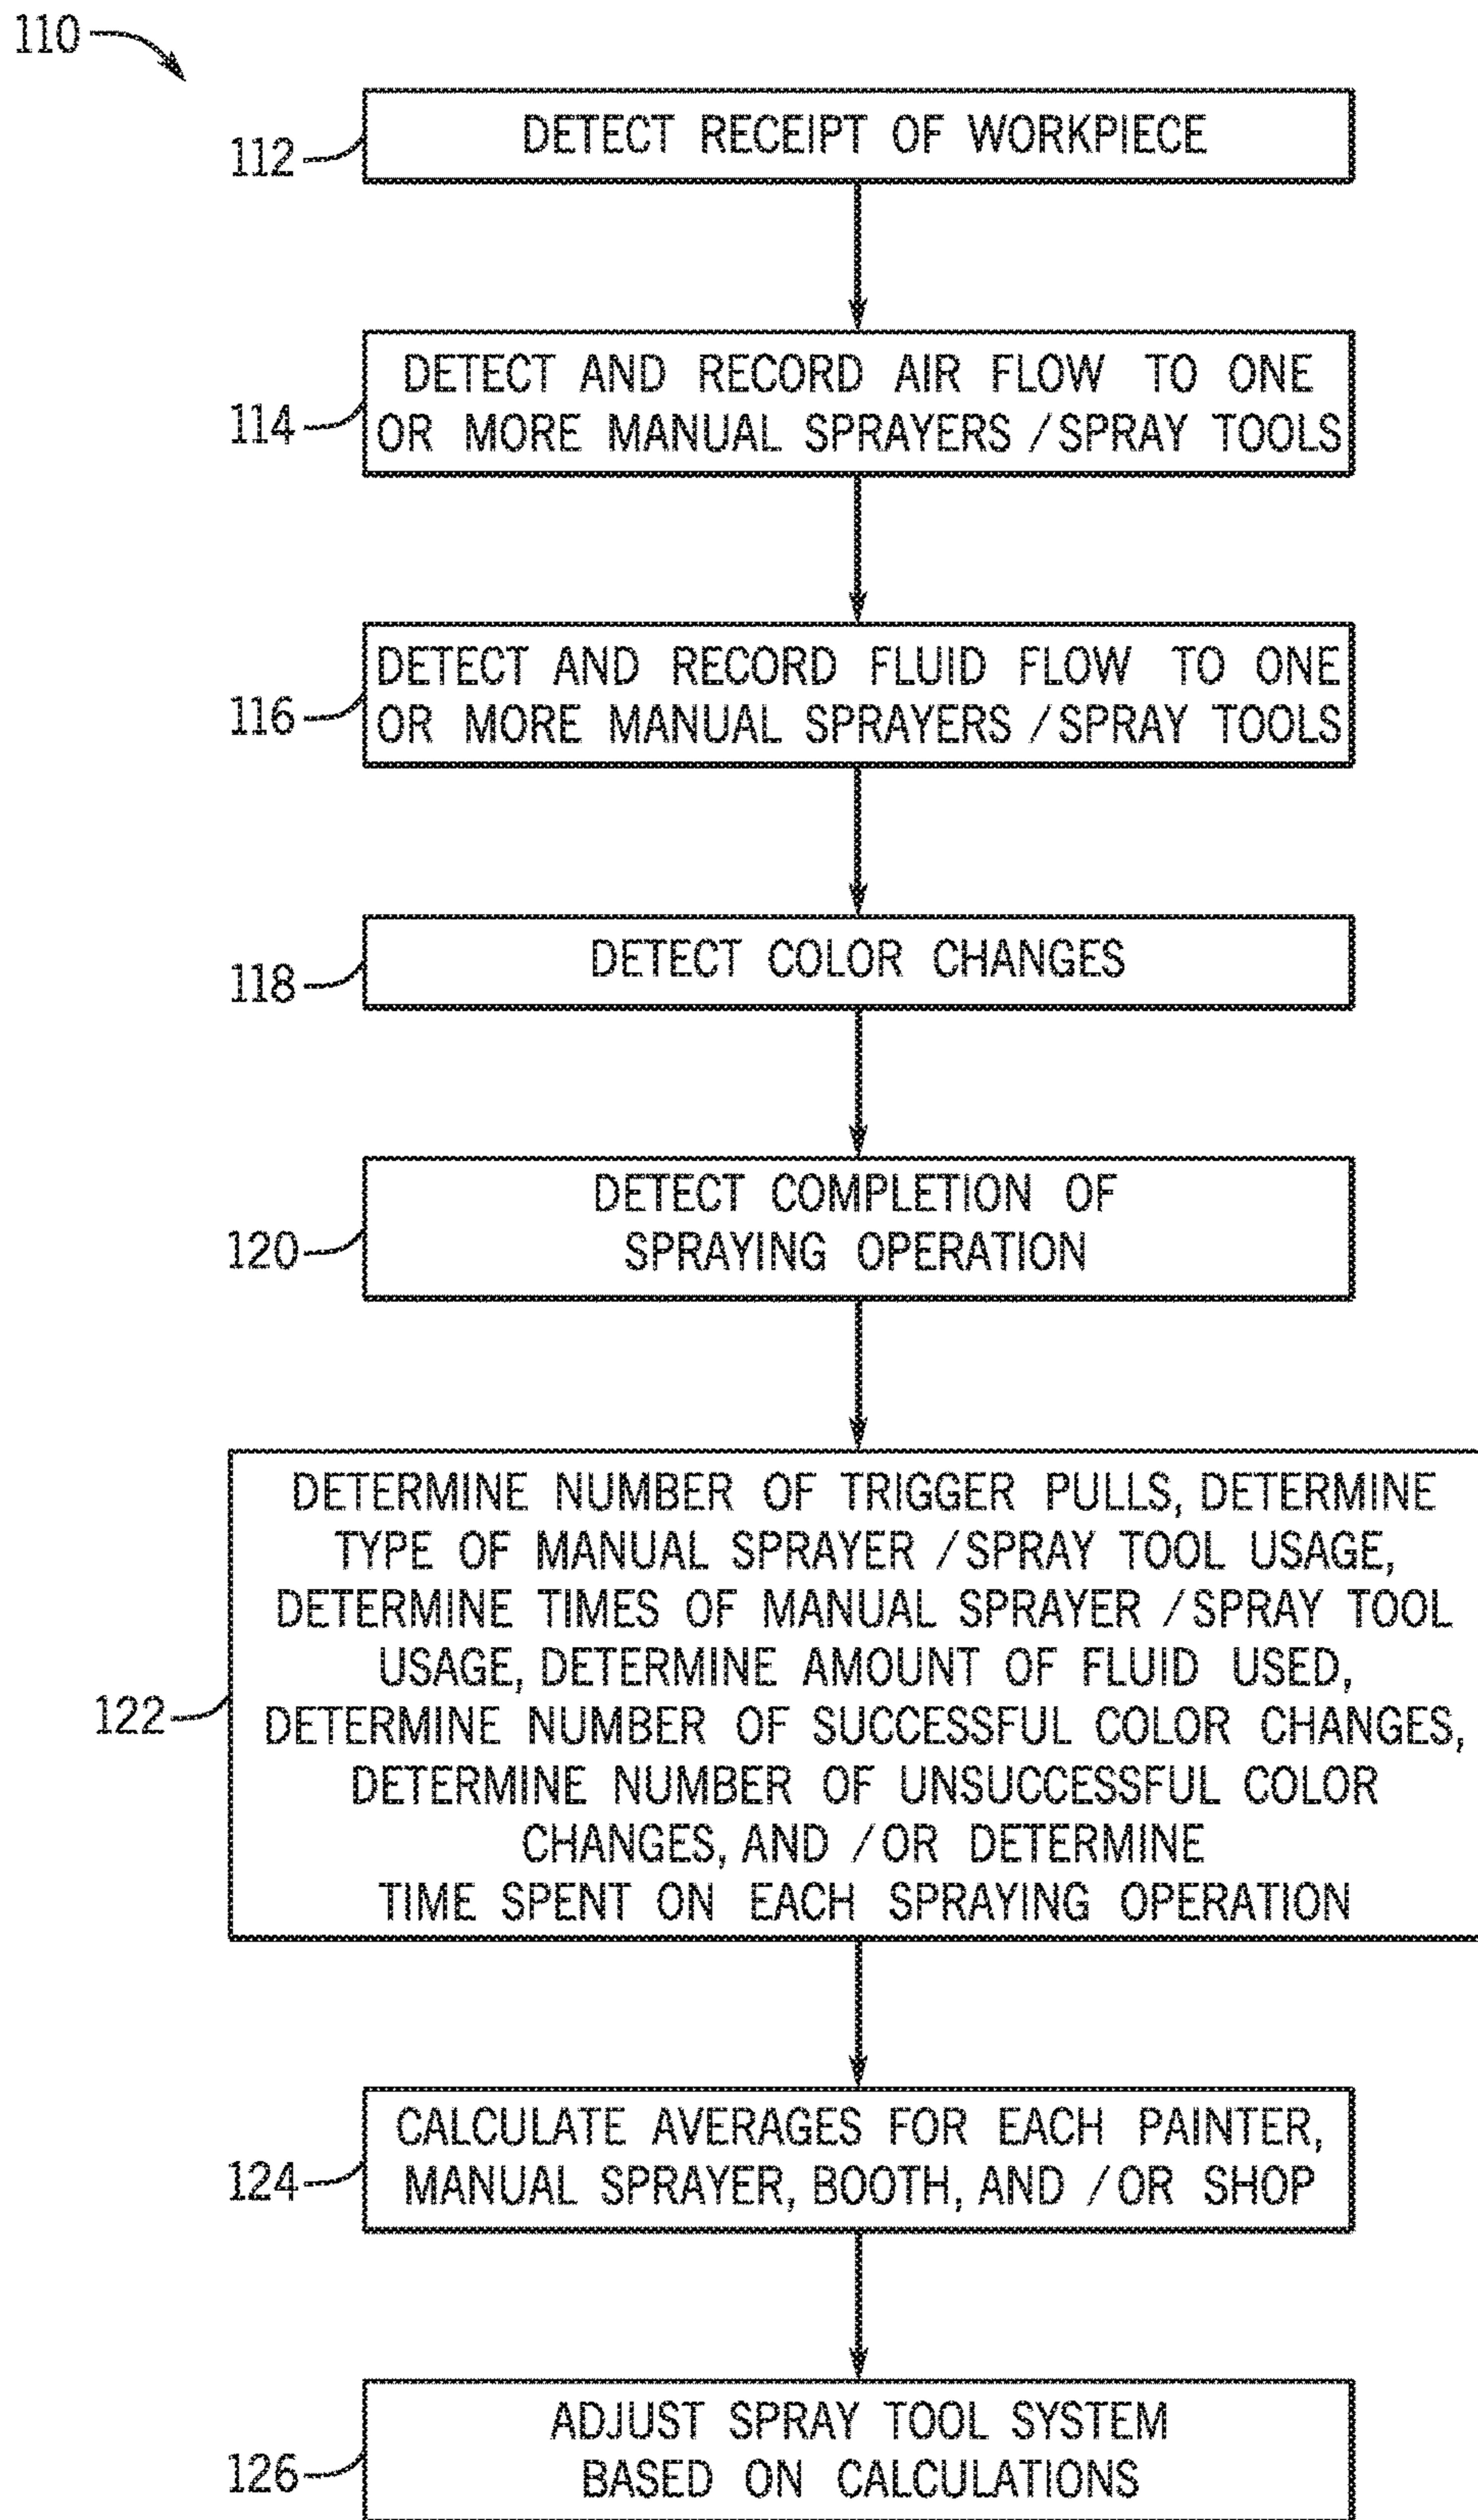 110
112
DETECT RECEIPT OF WORKPIECE
114
DETECT AND RECORD AIR FLOW TO ONE
OR MORE MANUAL SPRAYERS / SPRAY TOOLS
116
DETECT AND RECORD FLUID FLOW TO ONE
OR MORE MANUAL SPRAYERS / SPRAY TOOLS
118
DETECT COLOR CHANGES
120
DETECT COMPLETION OF
SPRAYING OPERATION
122
DETERMINE NUMBER OF TRIGGER PULLS, DETERMINE
TYPE OF MANUAL SPRAYER / SPRAY TOOL USAGE,
DETERMINE TIMES OF MANUAL SPRAYER / SPRAY TOOL
USAGE, DETERMINE AMOUNT OF FLUID USED,
DETERMINE NUMBER OF SUCCESSFUL COLOR CHANGES,
DETERMINE NUMBER OF UNSUCCESSFUL COLOR
CHANGES, AND / OR DETERMINE
TIME SPENT ON EACH SPRAYING OPERATION
124
CALCULATE AVERAGES FOR EACH PAINTER,
MANUAL SPRAYER, BOOTH, AND / OR SHOP
126
ADJUST SPRAY TOOL SYSTEM
BASED ON CALCULATIONS